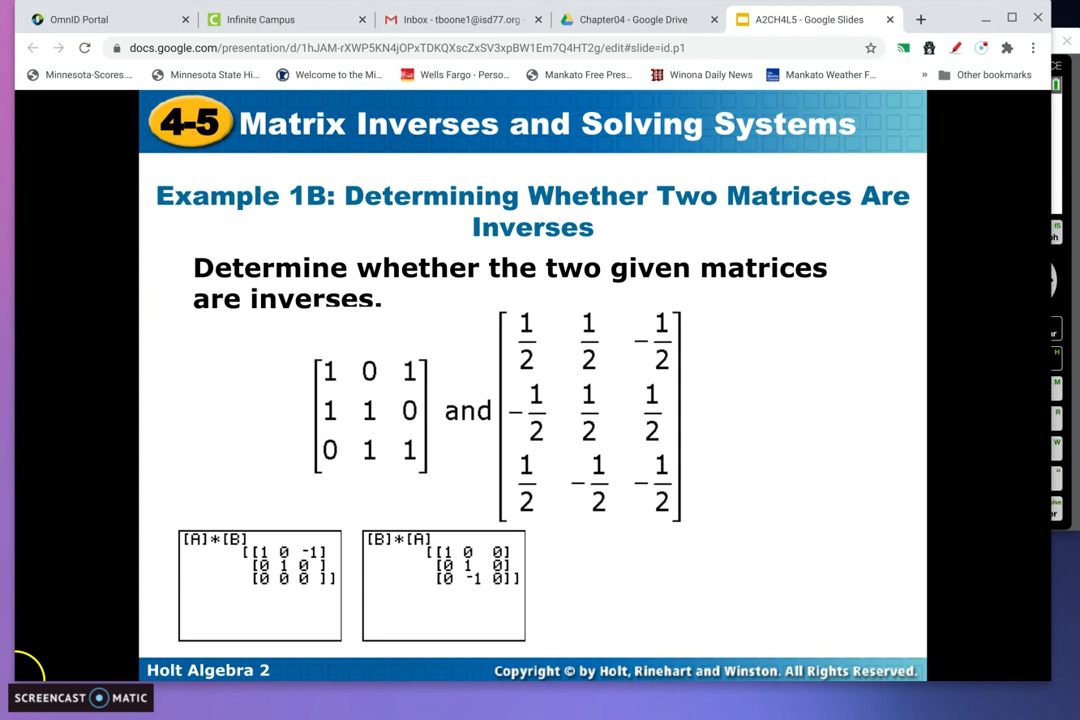 OmnID Portal
Infinite Campus
Inbox - tboone1@isd77.org -
Chapter04 - Google Drive
A2CH4L5 - Google Slides
docs.google.com/presentation/d/1hJAM-rXWP5KN4jOPxTDKQXscZxSV3xpBW1Em7Q4HT2g/edit#slide=id.p1
Minnesota-Scores....
Minnesota State Hi...
Welcome to the Mi...
Wells Fargo - Perso...
Mankato Free Pres...
Winona Daily News
Mankato Weather F...
» Other bookmarks
4-5 Matrix Inverses and Solving Systems
Example 1B: Determining Whether Two Matrices Are
Inverses
Determine whether the two given matrices
are inverses.
1 0 1
1 1 0
0 1 1
and
1/2 1/2 -1/2
-1/2 1/2 1/2
1/2 -1/2 -1/2
[A]*[B]
[[1 0 -1]
[0 1 0 ]
[0 0 0 ]]
[B]*[A]
[[1 0 0]
[0 1 0]
[0 -1 0]]
Holt Algebra 2
Copyright © by Holt, Rinehart and Winston. All Rights Reserved.
SCREENCAST MATIC